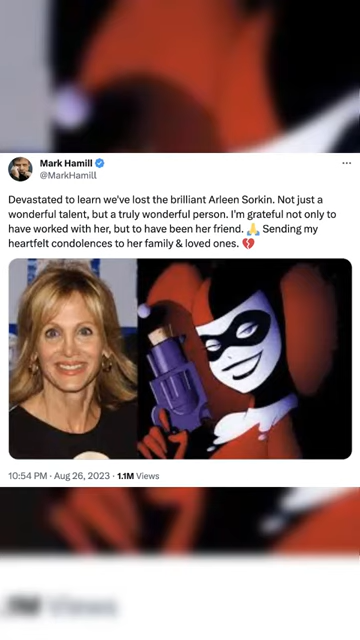 Mark Hamill
@MarkHamill
Devastated to learn we've lost the brilliant Arleen Sorkin. Not just a
wonderful talent, but a truly wonderful person. I'm grateful not only to
have worked with her, but to have been her friend. 🙏 Sending my
heartfelt condolences to her family & loved ones. 💔
10:54 PM · Aug 26, 2023 · 1.1M Views
1M Views